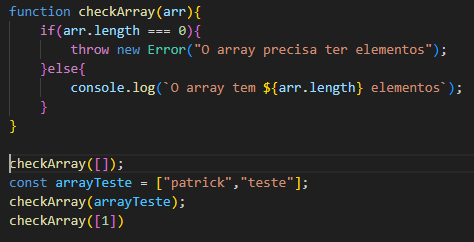 function checkArray(arr){
    if(arr.length === 0){
        throw new Error("O array precisa ter elementos");
    }else{
        console.log(`O array tem ${arr.length} elementos`);
    }
}
checkArray([]);
const arrayTeste = ["patrick","teste"];
checkArray(arrayTeste);
checkArray([1])